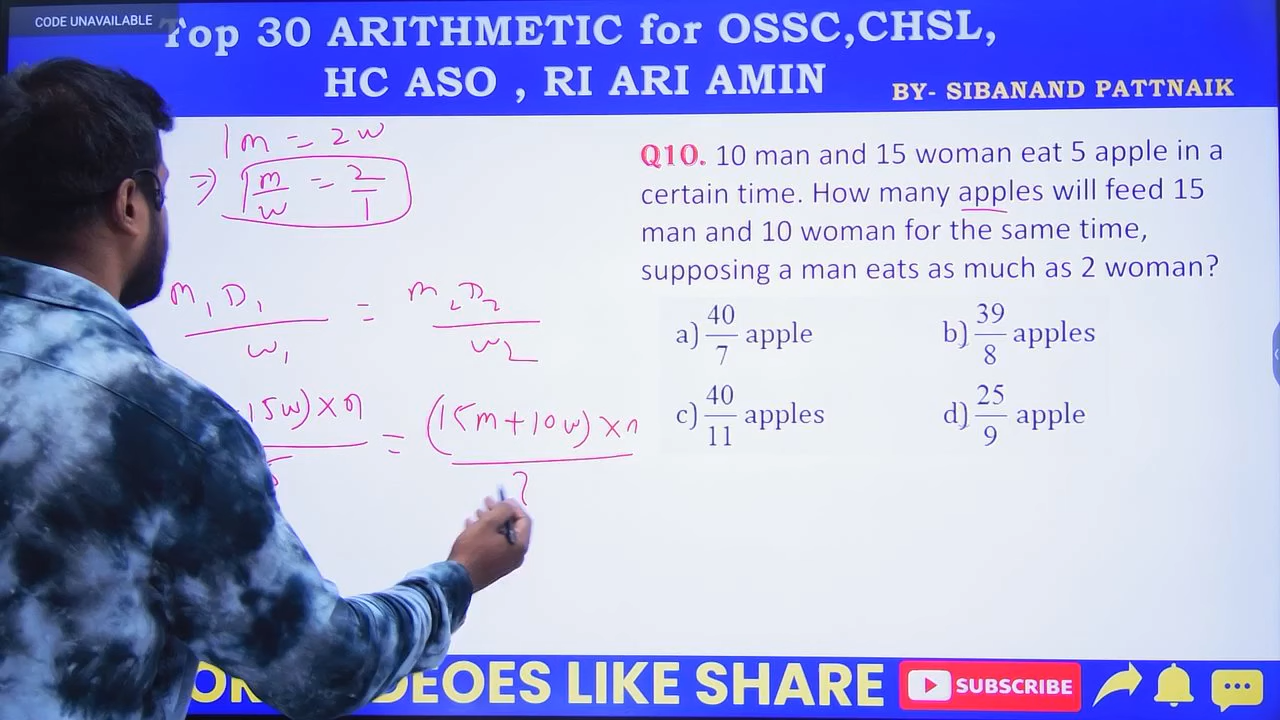 CODE UNAVAILABLE
Top 30 ARITHMETIC for OSSC,CHSL,
HC ASO , RI ARI AMIN
BY- SIBANAND PATTNAIK
1m = 2w
⇒ m/w = 2/1
M₁D₁/w₁ = M₂D₂/w₂
15w)×n = (15m+10w)×n
5 ?
Q10. 10 man and 15 woman eat 5 apple in a
certain time. How many apples will feed 15
man and 10 woman for the same time,
supposing a man eats as much as 2 woman?
a) 40/7 apple b) 39/8 apples
c) 40/11 apples d) 25/9 apple
LIKE SHARE
SUBSCRIBE